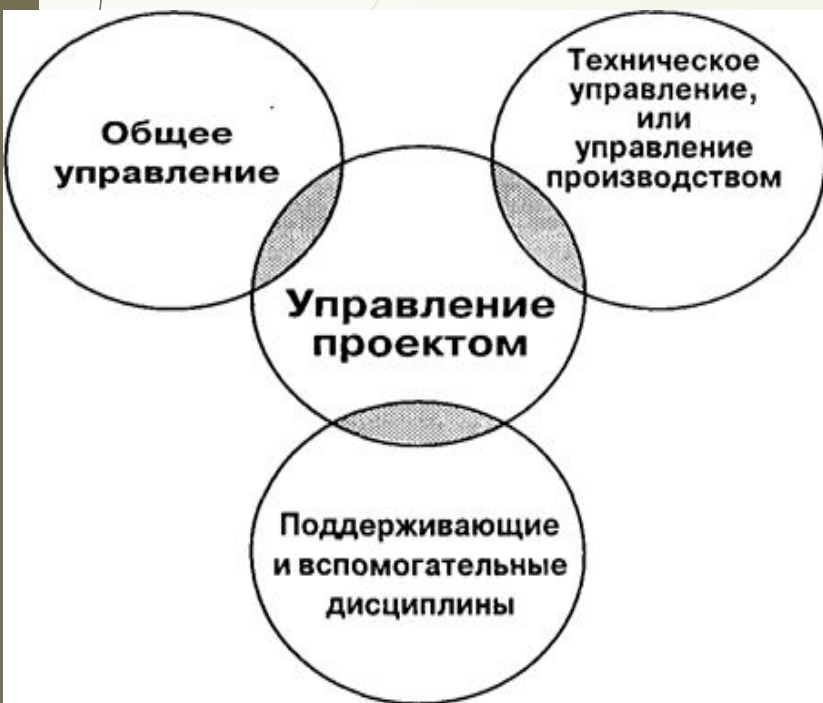 Общее
управление
Техническое
управление,
или
управление
производством
Управление
проектом
Поддерживающие
и вспомогательные
дисциплины